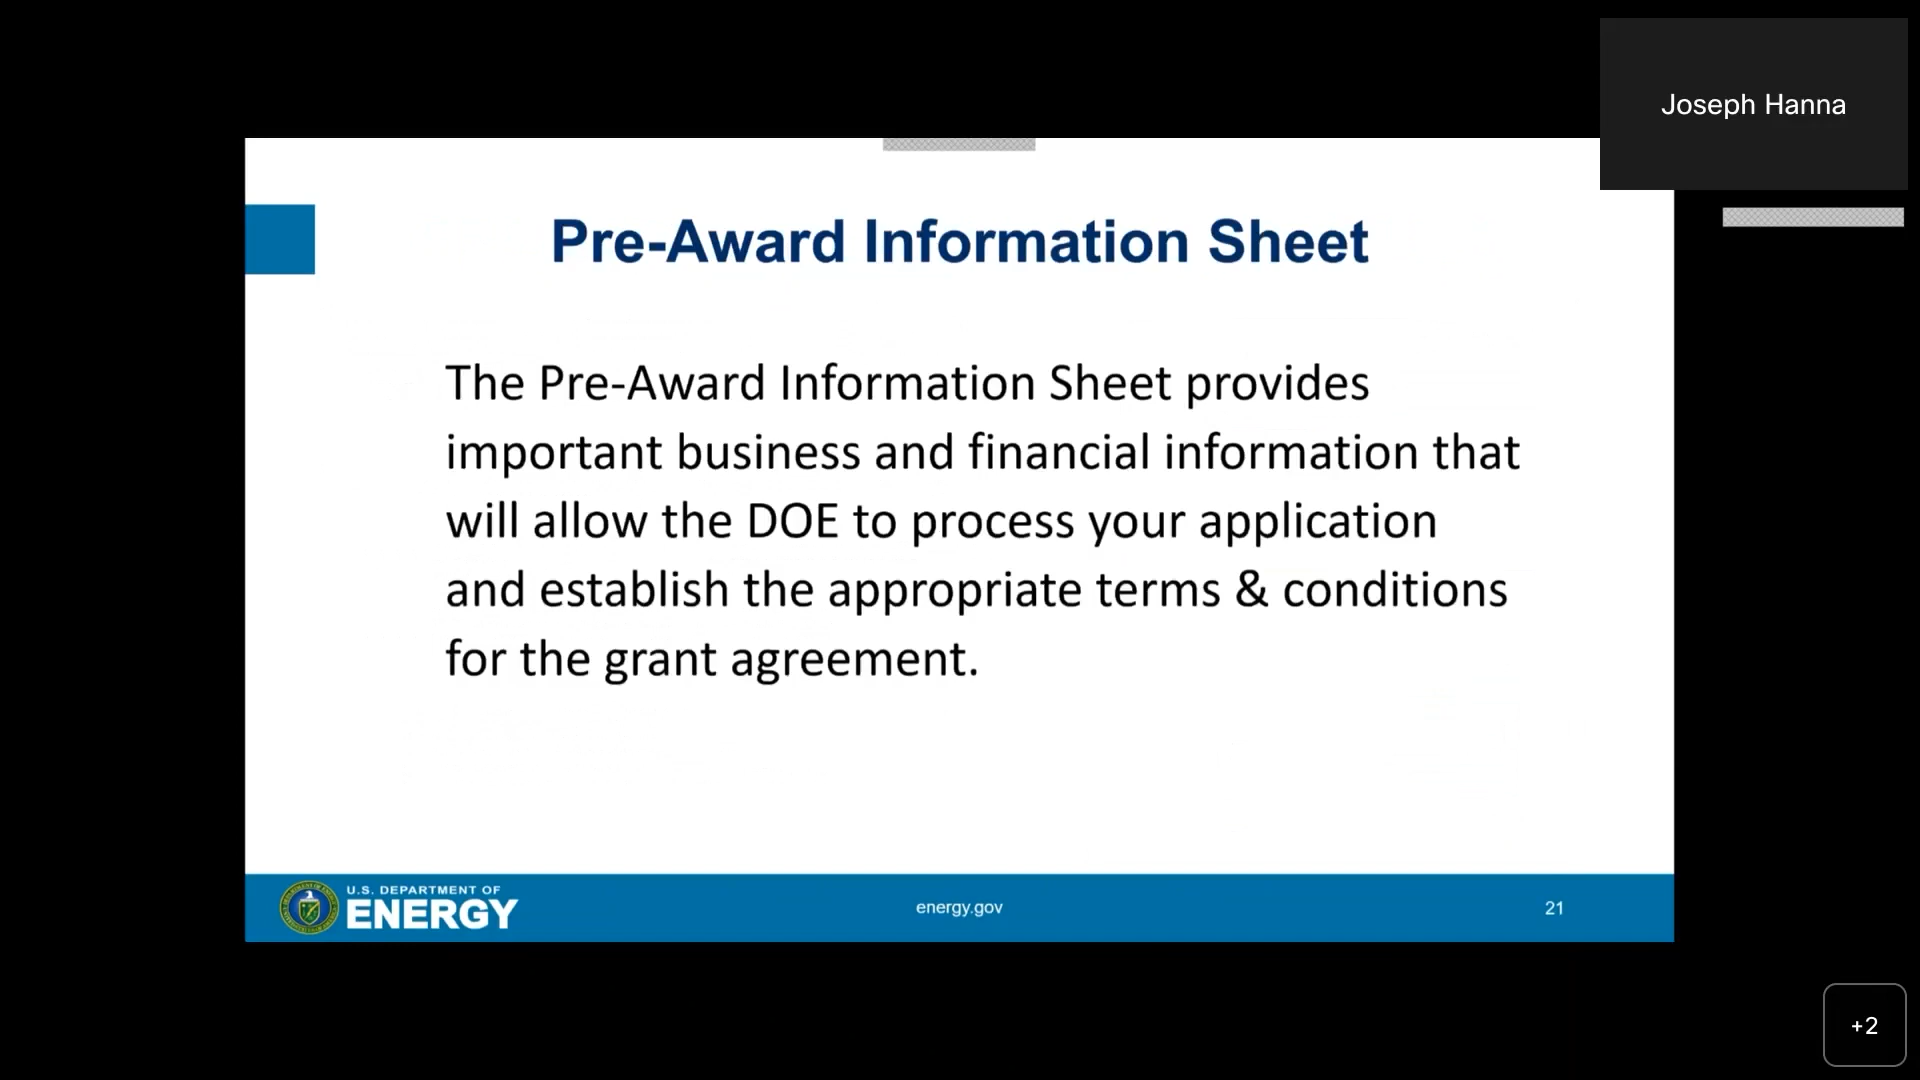 Joseph Hanna
Pre-Award Information Sheet
The Pre-Award Information Sheet provides
important business and financial information that
will allow the DOE to process your application
and establish the appropriate terms & conditions
for the grant agreement.
U.S. DEPARTMENT OF
ENERGY
energy.gov
21
+2